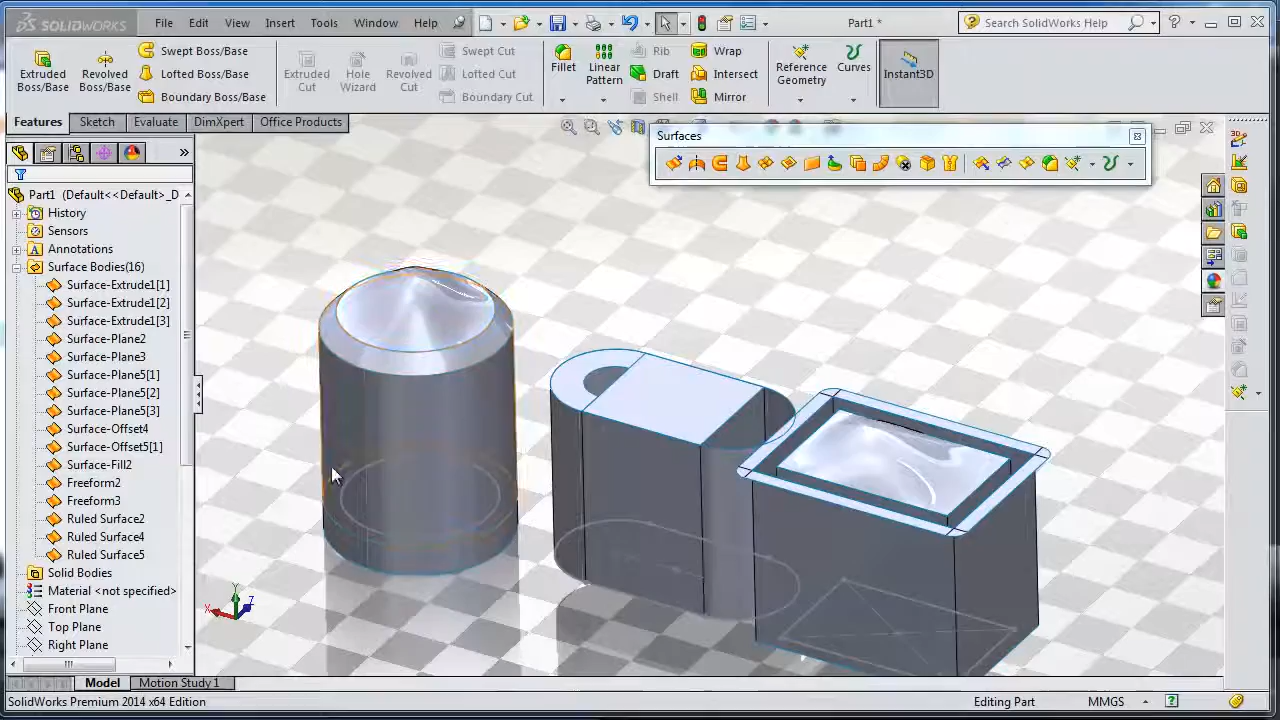 SOLIDWORKS File Edit View Insert Tools Window Help Part1 * Search SolidWorks Help
Extruded Boss/Base Revolved Boss/Base Swept Boss/Base Lofted Boss/Base Boundary Boss/Base Extruded Cut Hole Wizard Revolved Cut Swept Cut Lofted Cut Boundary Cut Fillet Linear Pattern Rib Draft Shell Wrap Intersect Mirror Reference Geometry Curves Instant3D
Features Sketch Evaluate DimXpert Office Products
Surfaces
Part1 (Default<<Default>_D
History
Sensors
Annotations
Surface Bodies(16)
Surface-Extrude1[1]
Surface-Extrude1[2]
Surface-Extrude1[3]
Surface-Plane2
Surface-Plane3
Surface-Plane5[1]
Surface-Plane5[2]
Surface-Plane5[3]
Surface-Offset4
Surface-Offset5[1]
Surface-Fill2
Freeform2
Freeform3
Ruled Surface2
Ruled Surface4
Ruled Surface5
Solid Bodies
Material <not specified>
Front Plane
Top Plane
Right Plane
X Y Z
Model Motion Study 1
SolidWorks Premium 2014 x64 Edition Editing Part MMGS